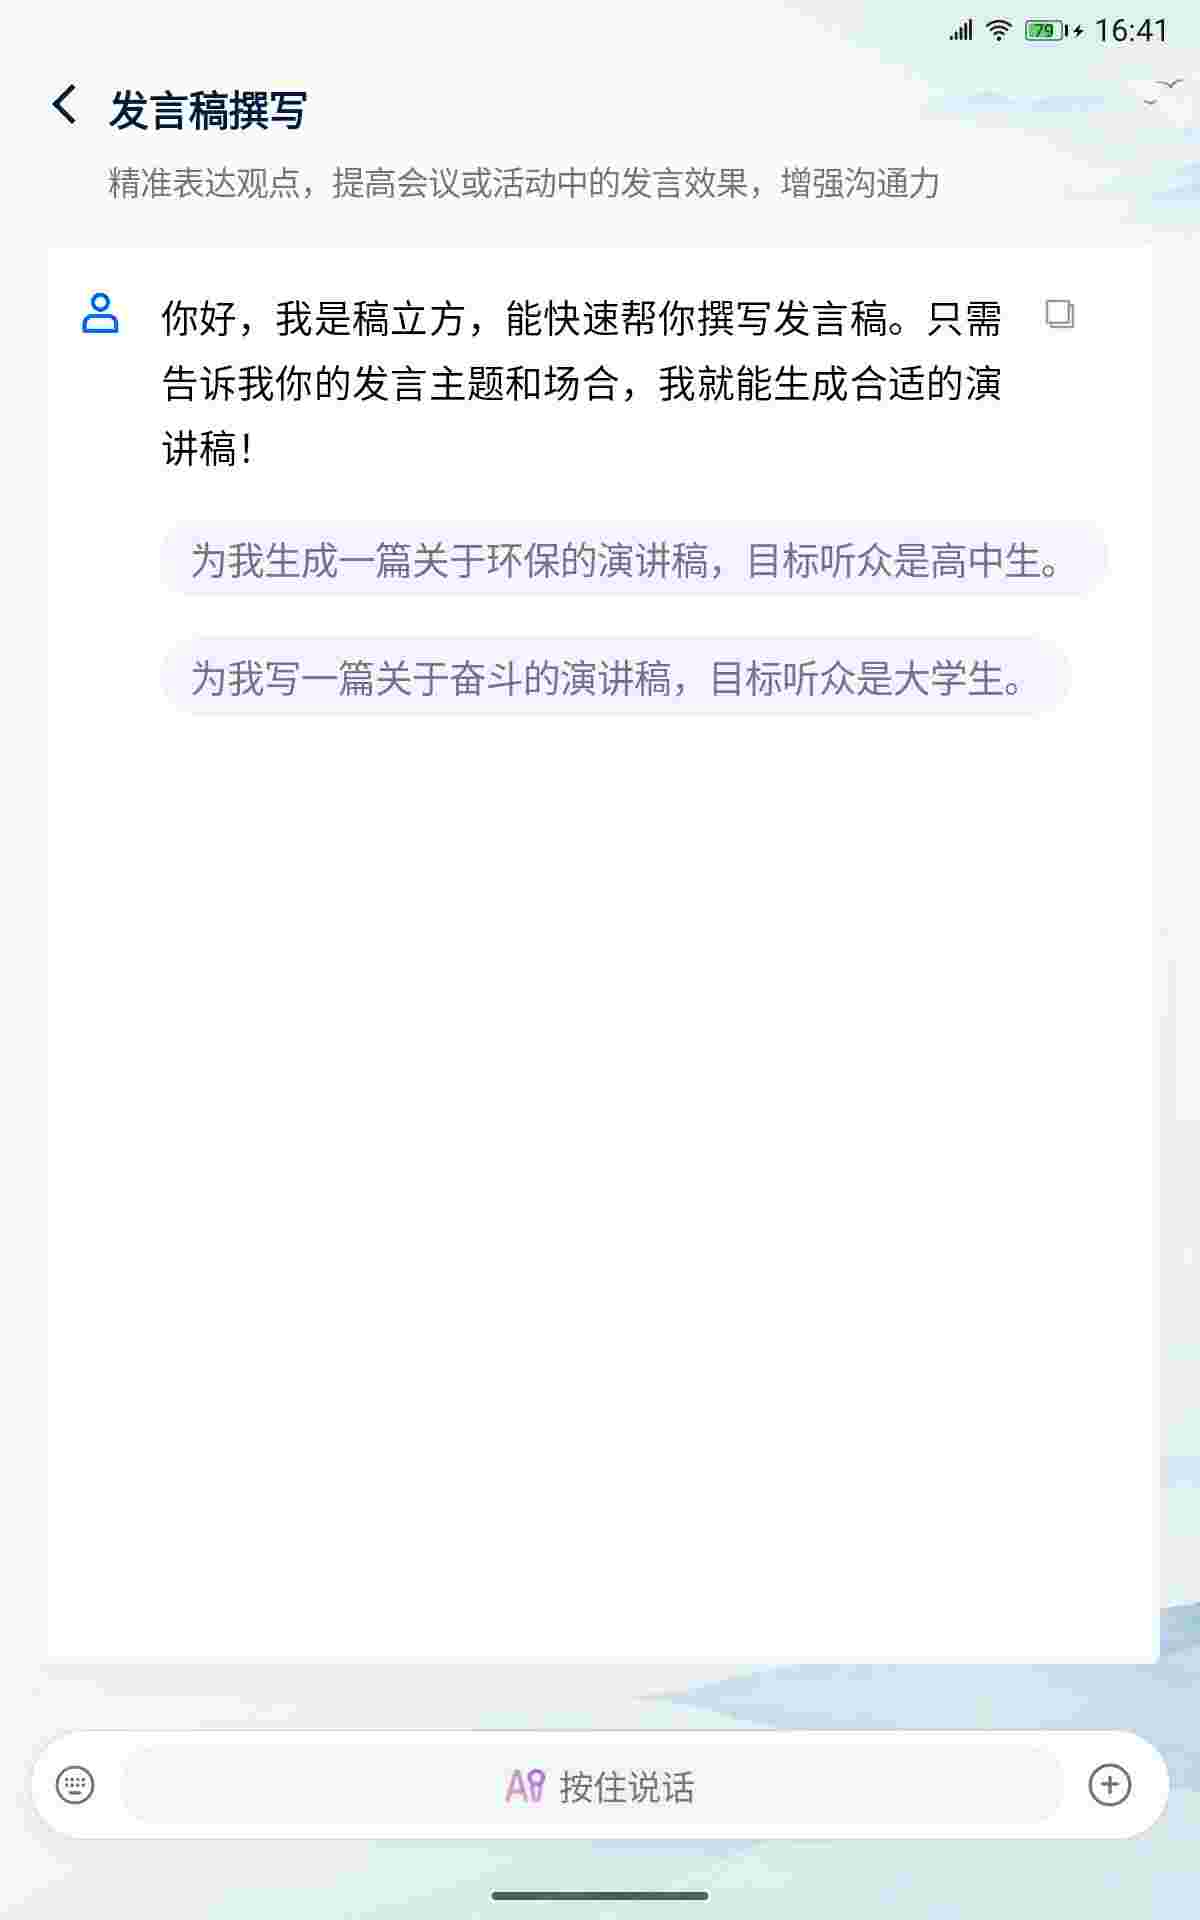 79 16:41
发言稿撰写
精准表达观点，提高会议或活动中的发言效果，增强沟通力
你好，我是稿立方，能快速帮你撰写发言稿。只需
告诉我你的发言主题和场合，我就能生成合适的演
讲稿！
为我生成一篇关于环保的演讲稿，目标听众是高中生。
为我写一篇关于奋斗的演讲稿，目标听众是大学生。
AI 按住说话